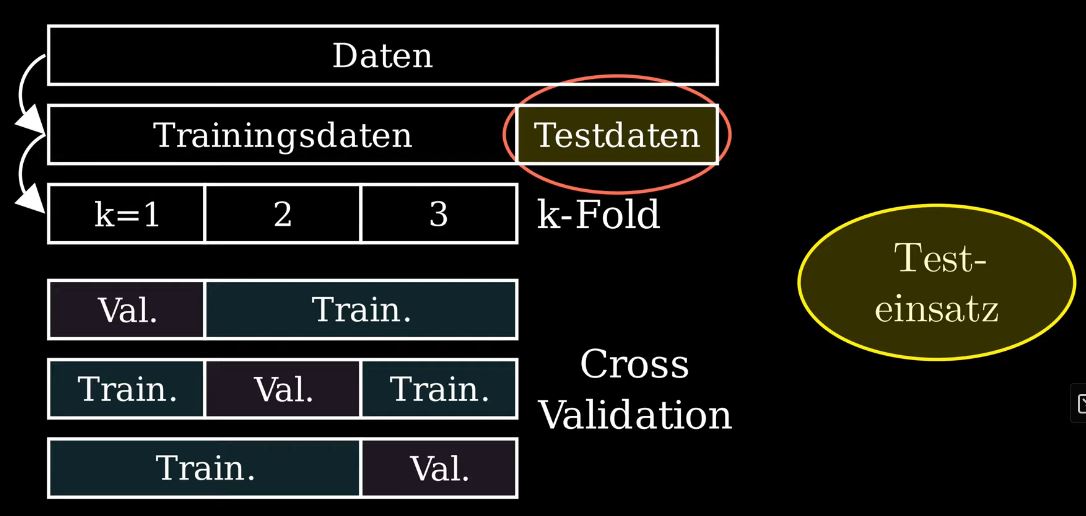 Daten
Trainingsdaten
Testdaten
k=1
2
3
k-Fold
Test-
einsatz
Val.
Train.
Cross
Validation
Train.
Val.
Train.
Train.
Val.